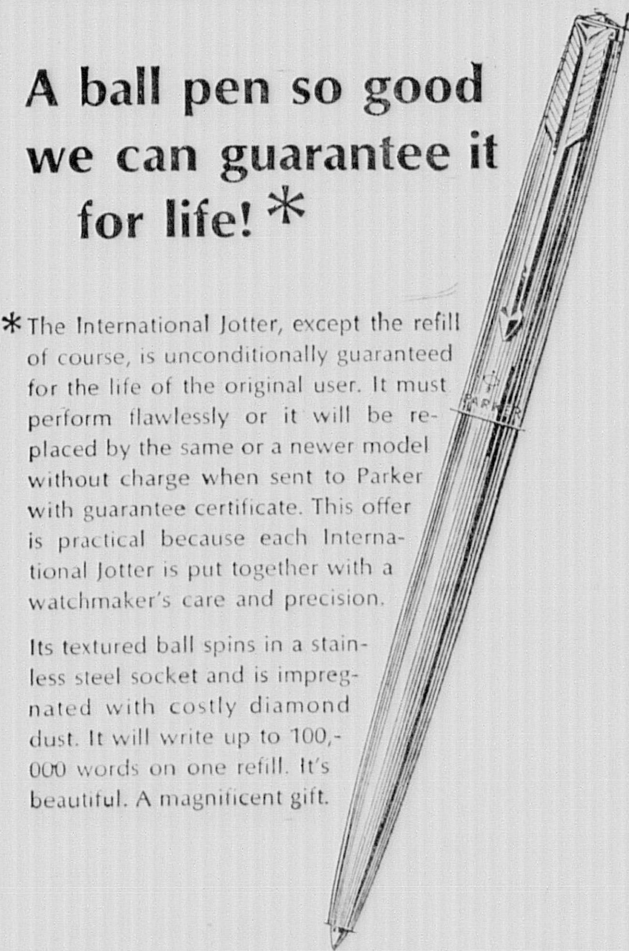 A ball pen so good
we can guarantee it
for life! *
* The International Jotter, except the refill
of course, is unconditionally guaranteed
for the life of the original user. It must
perform flawlessly or it will be re-
placed by the same or a newer model
without charge when sent to Parker
with guarantee certificate. This offer
is practical because each Interna-
tional Jotter is put together with a
watchmaker's care and precision.
Its textured ball spins in a stain-
less steel socket and is impreg-
nated with costly diamond
dust. It will write up to 100,-
000 words on one refill. It's
beautiful. A magnificent gift.
PARKER